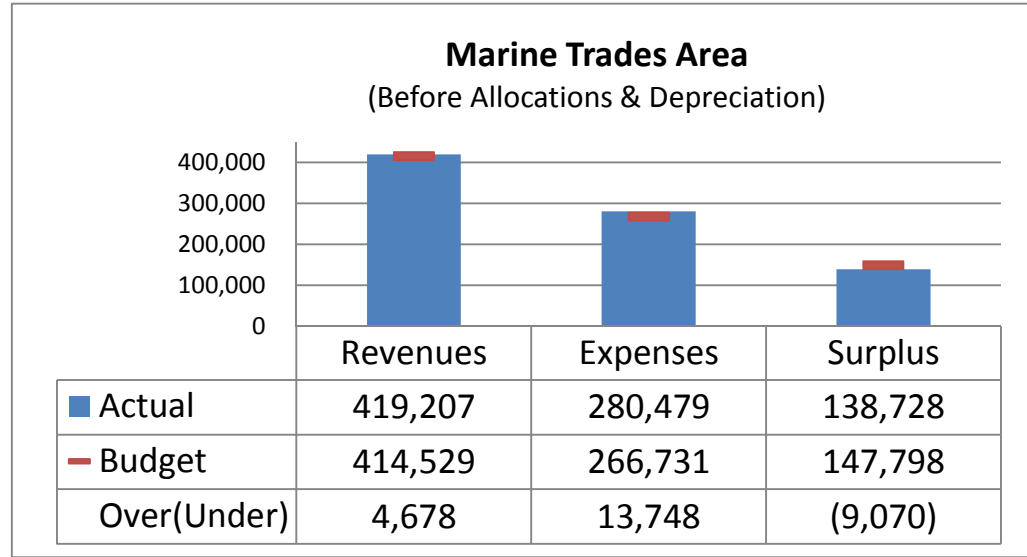 Marine Trades Area
(Before Allocations & Depreciation)
400,000
300,000
200,000
100,000
0
Revenues Expenses Surplus
Actual 419,207 280,479 138,728
Budget 414,529 266,731 147,798
Over(Under) 4,678 13,748 (9,070)